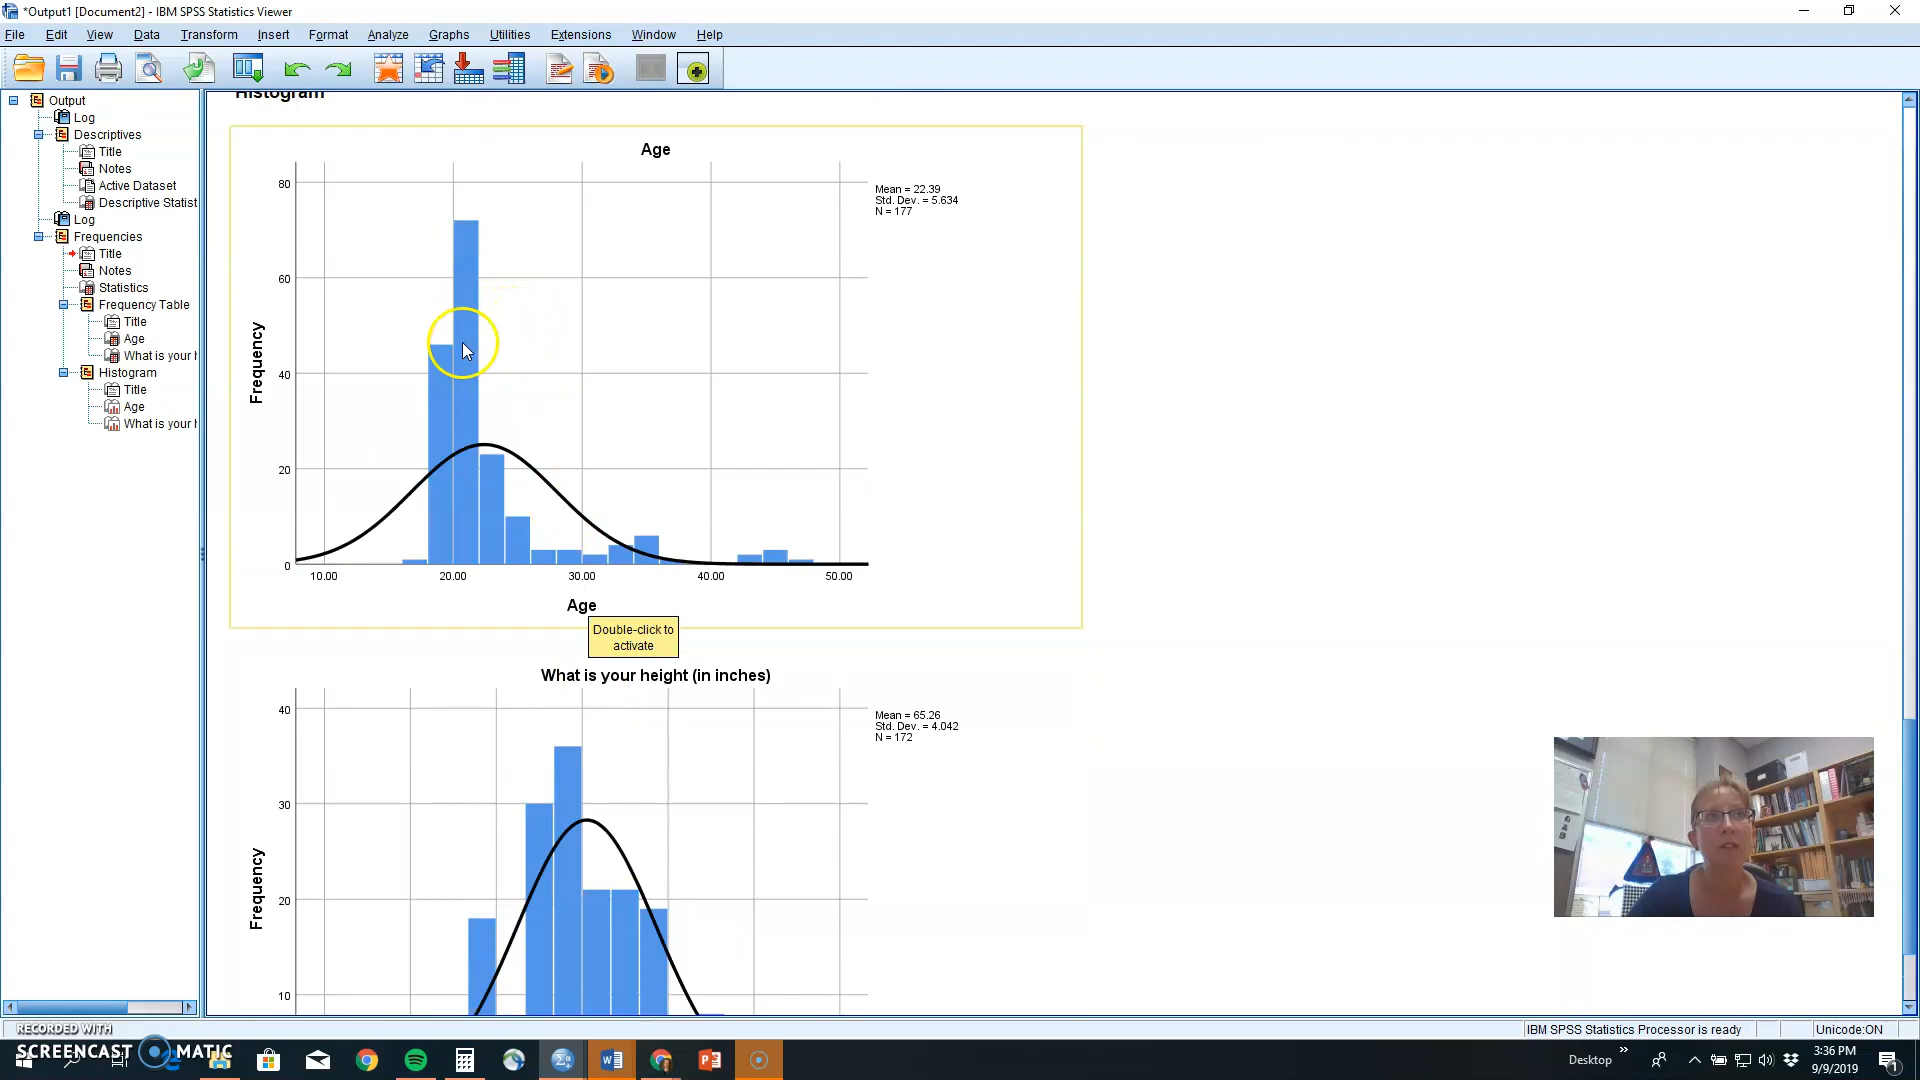 *Output1 [Document2] - IBM SPSS Statistics Viewer
File Edit View Data Transform Insert Format Analyze Graphs Utilities Extensions Window Help
Output
Log
Descriptives
Title
Notes
Active Dataset
Descriptive Statist
Log
Frequencies
Title
Notes
Statistics
Frequency Table
Title
Age
What is your h
Histogram
Title
Age
What is your h
Histogram
Age
Mean = 22.39
Std. Dev. = 5.634
N = 177
Frequency
80
60
40
20
0
10.00 20.00 30.00 40.00 50.00
Age
Double-click to
activate
What is your height (in inches)
Mean = 65.26
Std. Dev. = 4.042
N = 172
Frequency
40
30
20
10
IBM SPSS Statistics Processor is ready
Unicode:ON
RECORDED WITH
SCREENCAST MATIC
Desktop
3:36 PM
9/9/2019
1